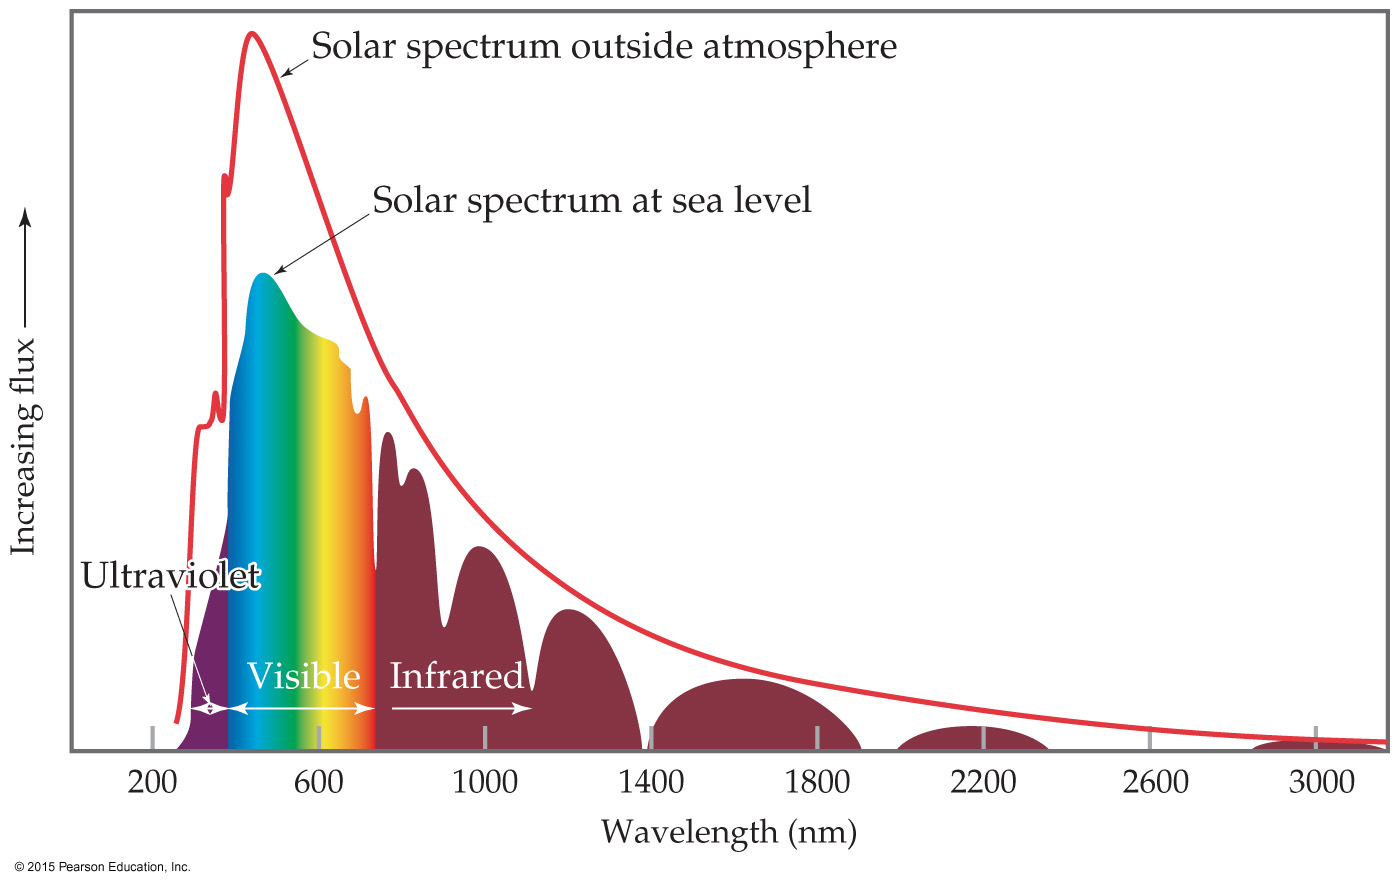 Solar spectrum outside atmosphere
Solar spectrum at sea level
Increasing flux
Ultraviolet
Visible
Infrared
200 600 1000 1400 1800 2200 2600 3000
Wavelength (nm)
© 2015 Pearson Education, Inc.